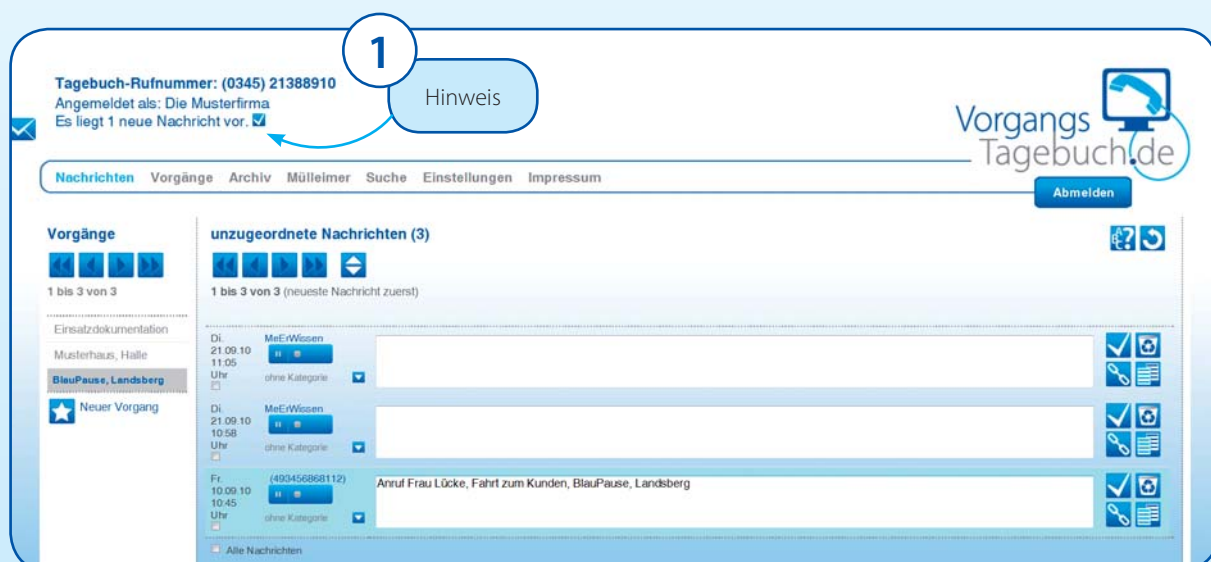 1
Hinweis
Tagebuch-Rufnummer: (0345) 21388910
Angemeldet als: Die Musterfirma
Es liegt 1 neue Nachricht vor.
Vorgangs
Tagebuch.de
Nachrichten Vorgänge Archiv Mülleimer Suche Einstellungen Impressum
Abmelden
Vorgänge
1 bis 3 von 3
Einsatzdokumentation
Musterhaus, Halle
BlauPause, Landsberg
Neuer Vorgang
unzugeordnete Nachrichten (3)
1 bis 3 von 3 (neueste Nachricht zuerst)
Di. MeErWissen
21.09.10
11:05
Uhr ohne Kategorie
Di. MeErWissen
21.09.10
10:58
Uhr ohne Kategorie
Fr. (493456868112)
10.09.10
10:45
Uhr ohne Kategorie
Anruf Frau Lücke, Fahrt zum Kunden, BlauPause, Landsberg
Alle Nachrichten